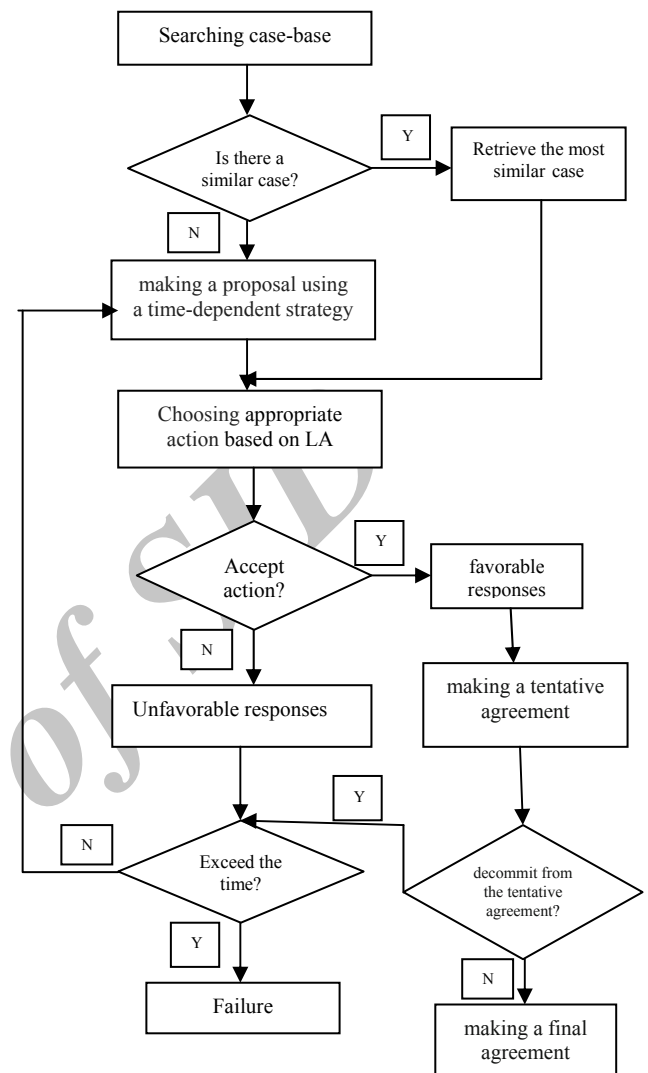 Searching case-base
Y
Is there a
similar case?
Retrieve the most
similar case
N
making a proposal using
a time-dependent strategy
Choosing appropriate
action based on LA
Y
Accept
action?
favorable
responses
N
Unfavorable responses
making a tentative
agreement
Y
N
Exceed the
time?
decommit from
the tentative
agreement?
Y
N
Failure
making a final
agreement
of SID